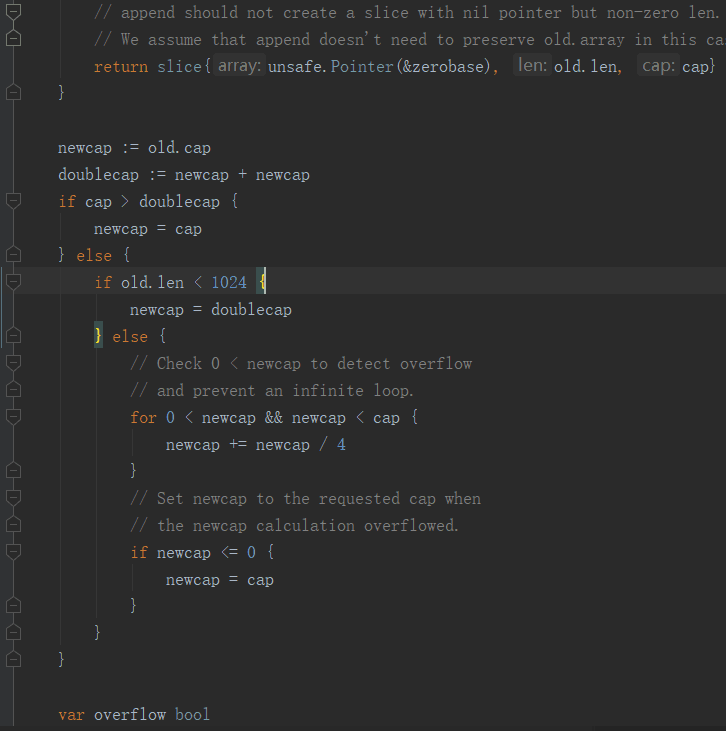 // append should not create a slice with nil pointer but non-zero len.
// We assume that append doesn't need to preserve old.array in this ca
return slice{ array: unsafe.Pointer(&zerobase), len: old.len, cap: cap}
}
newcap := old.cap
doublecap := newcap + newcap
if cap > doublecap {
newcap = cap
} else {
if old.len < 1024 {
newcap = doublecap
} else {
// Check 0 < newcap to detect overflow
// and prevent an infinite loop.
for 0 < newcap && newcap < cap {
newcap += newcap / 4
}
// Set newcap to the requested cap when
// the newcap calculation overflowed.
if newcap <= 0 {
newcap = cap
}
}
}
var overflow bool